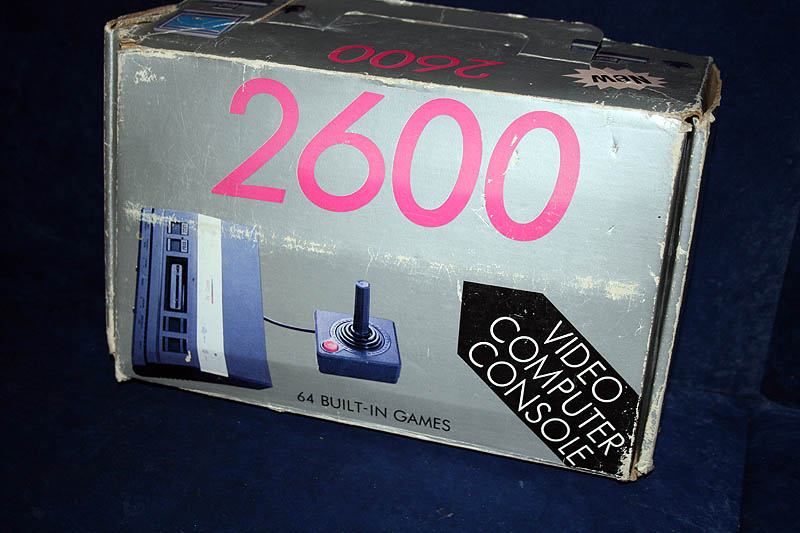 2600
New
2600
64 BUILT-IN GAMES
VIDEO
COMPUTER
CONSOLE